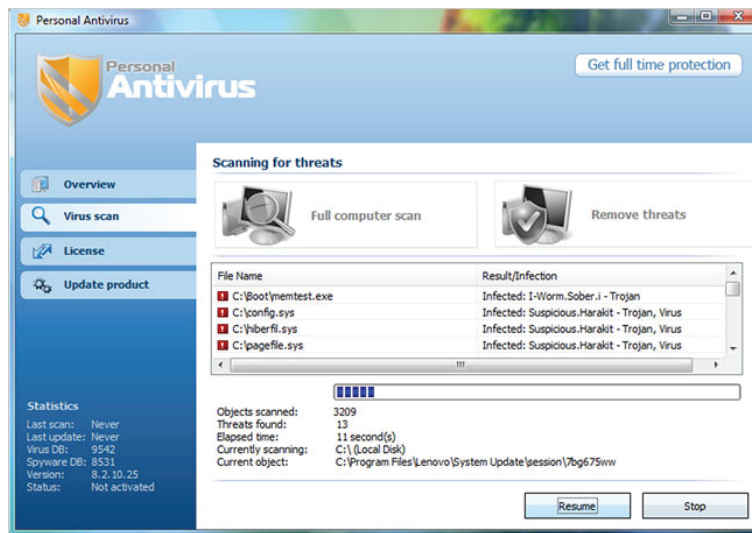 Personal Antivirus
Personal
Antivirus
Get full time protection
Overview
Virus scan
License
Update product
Scanning for threats
Full computer scan
Remove threats
File Name Result/Infection
C:\Boot\memtest.exe Infected: I-Worm.Sober.i - Trojan
C:\config.sys Infected: Suspicious.Harakit - Trojan, Virus
C:\hiberfil.sys Infected: Suspicious.Harakit - Trojan, Virus
C:\pagefile.sys Infected: Suspicious.Harakit - Trojan, Virus
Objects scanned: 3209
Threats found: 13
Elapsed time: 11 second(s)
Currently scanning: C:\ (Local Disk)
Current object: C:\Program Files\Lenovo\System Update\session\7bg675ww
Statistics
Last scan: Never
Last update: Never
Virus DB: 9542
Spyware DB: 8531
Version: 8.2.10.25
Status: Not activated
Resume Stop